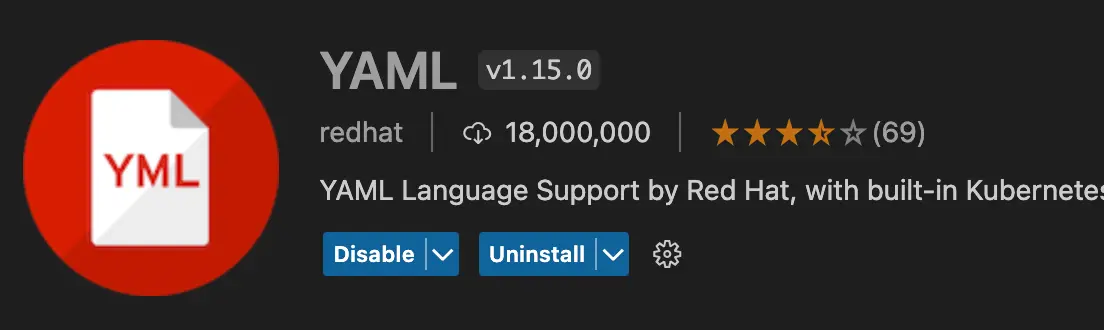 YML
YAML v1.15.0
redhat 18,000,000 (69)
YAML Language Support by Red Hat, with built-in Kubernetes
Disable Uninstall